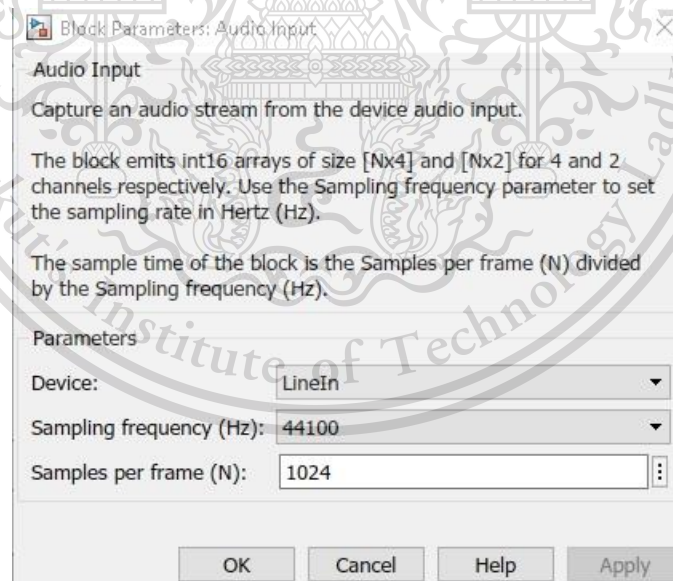 Block Parameters: Audio Input
Audio Input
Capture an audio stream from the device audio input.
The block emits int16 arrays of size [Nx4] and [Nx2] for 4 and 2
channels respectively. Use the Sampling frequency parameter to set
the sampling rate in Hertz (Hz).
The sample time of the block is the Samples per frame (N) divided
by the Sampling frequency (Hz).
Parameters
Institute of Technology
Device: LineIn
Sampling frequency (Hz): 44100
Samples per frame (N): 1024
OK Cancel Help Apply